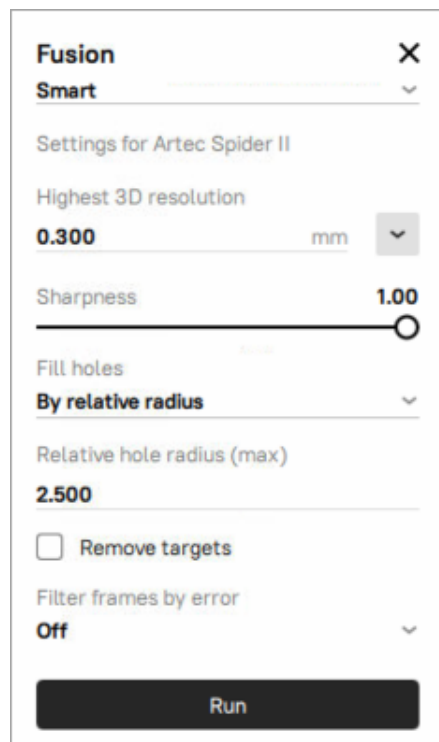 Fusion
Smart
Settings for Artec Spider II
Highest 3D resolution
0.300 mm
Sharpness 1.00
Fill holes
By relative radius
Relative hole radius (max)
2.500
Remove targets
Filter frames by error
Off
Run